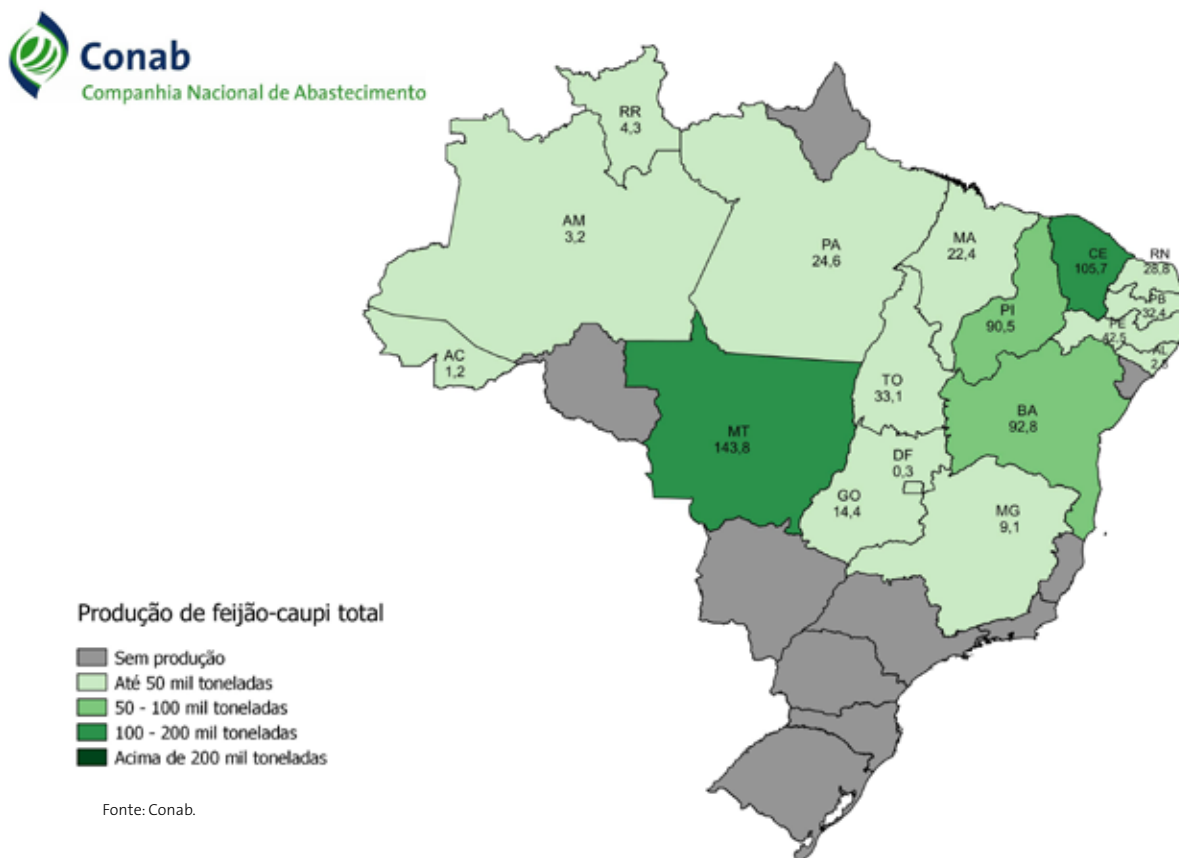 Conab
Companhia Nacional de Abastecimento
RR
4,3
AM
3,2
PA
24,6
MA
22,4
CE
105,7
RN
28,8
PB
32,4
PI
90,5
PE
42,5
AL
AC
1,2
TO
33,1
BA
92,8
MT
143,8
DF
0,3
GO
14,4
MG
9,1
Produção de feijão-caupi total
Sem produção
Até 50 mil toneladas
50 - 100 mil toneladas
100 - 200 mil toneladas
Acima de 200 mil toneladas
Fonte: Conab.